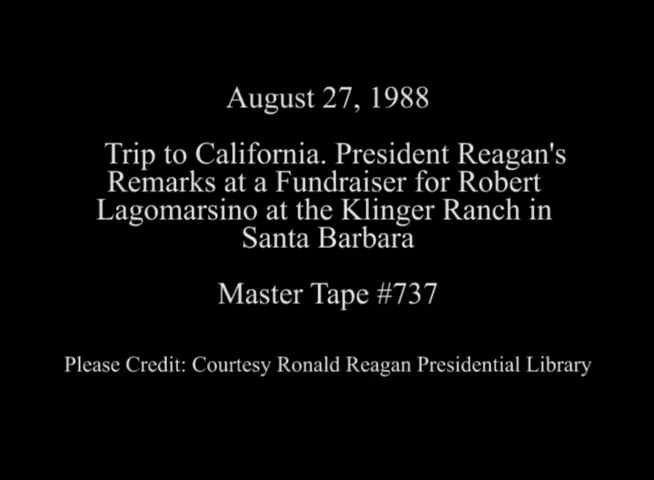 August 27, 1988
Trip to California. President Reagan's
Remarks at a Fundraiser for Robert
Lagomarsino at the Klinger Ranch in
Santa Barbara
Master Tape #737
Please Credit: Courtesy Ronald Reagan Presidential Library